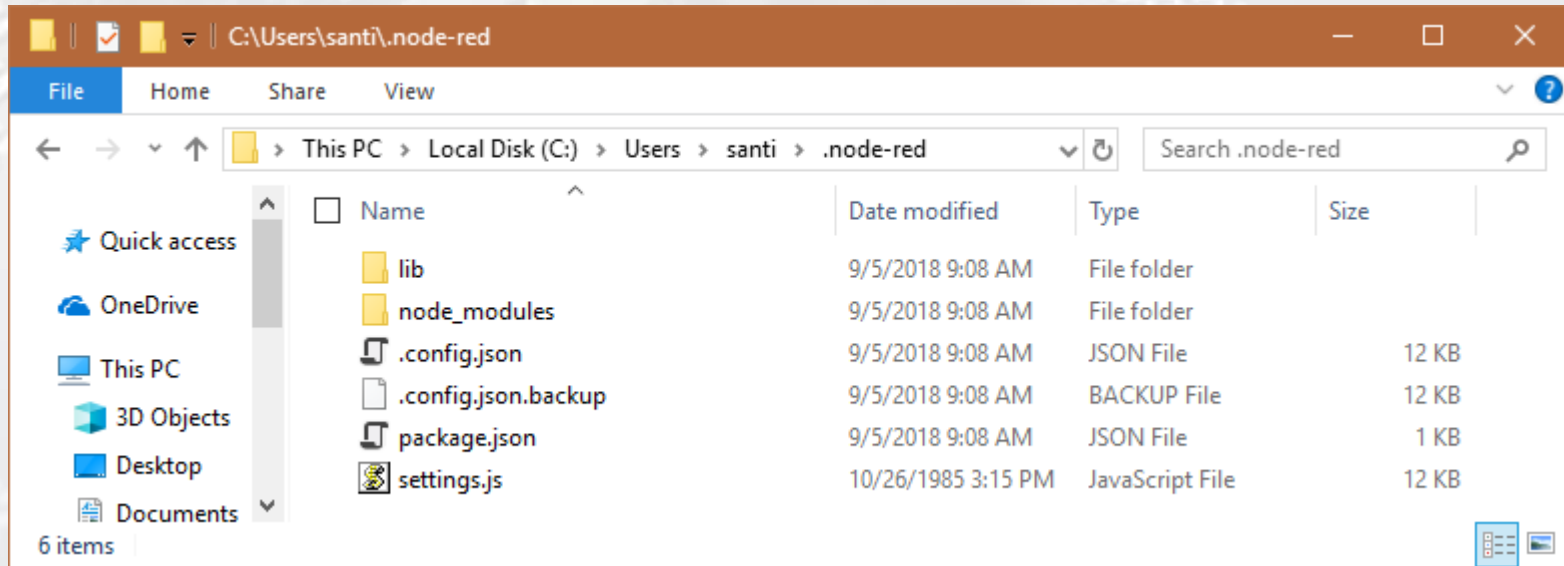 C:\Users\santi\.node-red
File Home Share View
This PC > Local Disk (C:) > Users > santi > .node-red Search .node-red
Name Date modified Type Size
Quick access
lib 9/5/2018 9:08 AM File folder
OneDrive
node_modules 9/5/2018 9:08 AM File folder
.config.json 9/5/2018 9:08 AM JSON File 12 KB
This PC
.config.json.backup 9/5/2018 9:08 AM BACKUP File 12 KB
3D Objects
package.json 9/5/2018 9:08 AM JSON File 1 KB
Desktop
settings.js 10/26/1985 3:15 PM JavaScript File 12 KB
Documents
6 items